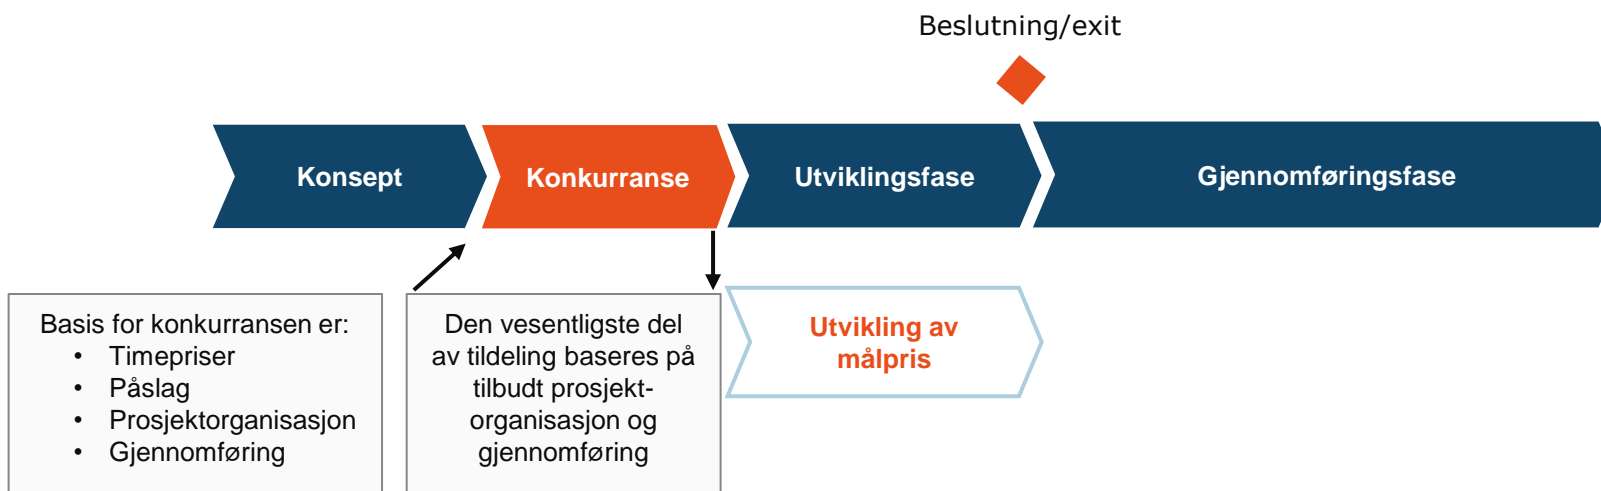 Beslutning/exit
Konsept
Konkurranse
Utviklingsfase
Gjennomføringsfase
Basis for konkurransen er:
• Timepriser
• Påslag
• Prosjektorganisasjon
• Gjennomføring
Den vesentligste del
av tildeling baseres på
tilbudt prosjekt-
organisasjon og
gjennomføring
Utvikling av
målpris